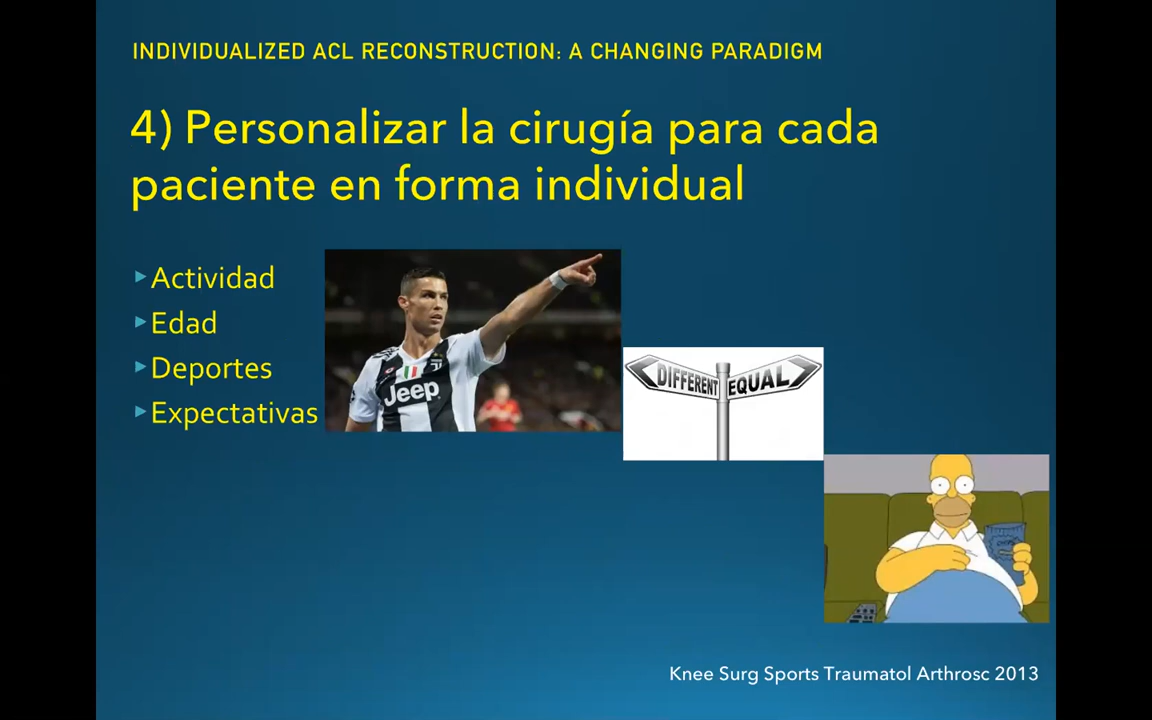 INDIVIDUALIZED ACL RECONSTRUCTION: A CHANGING PARADIGM
4) Personalizar la cirugía para cada
paciente en forma individual
Actividad
Edad
Deportes
Expectativas
Jeep
DIFFERENT EQUAL
Knee Surg Sports Traumatol Arthrosc 2013